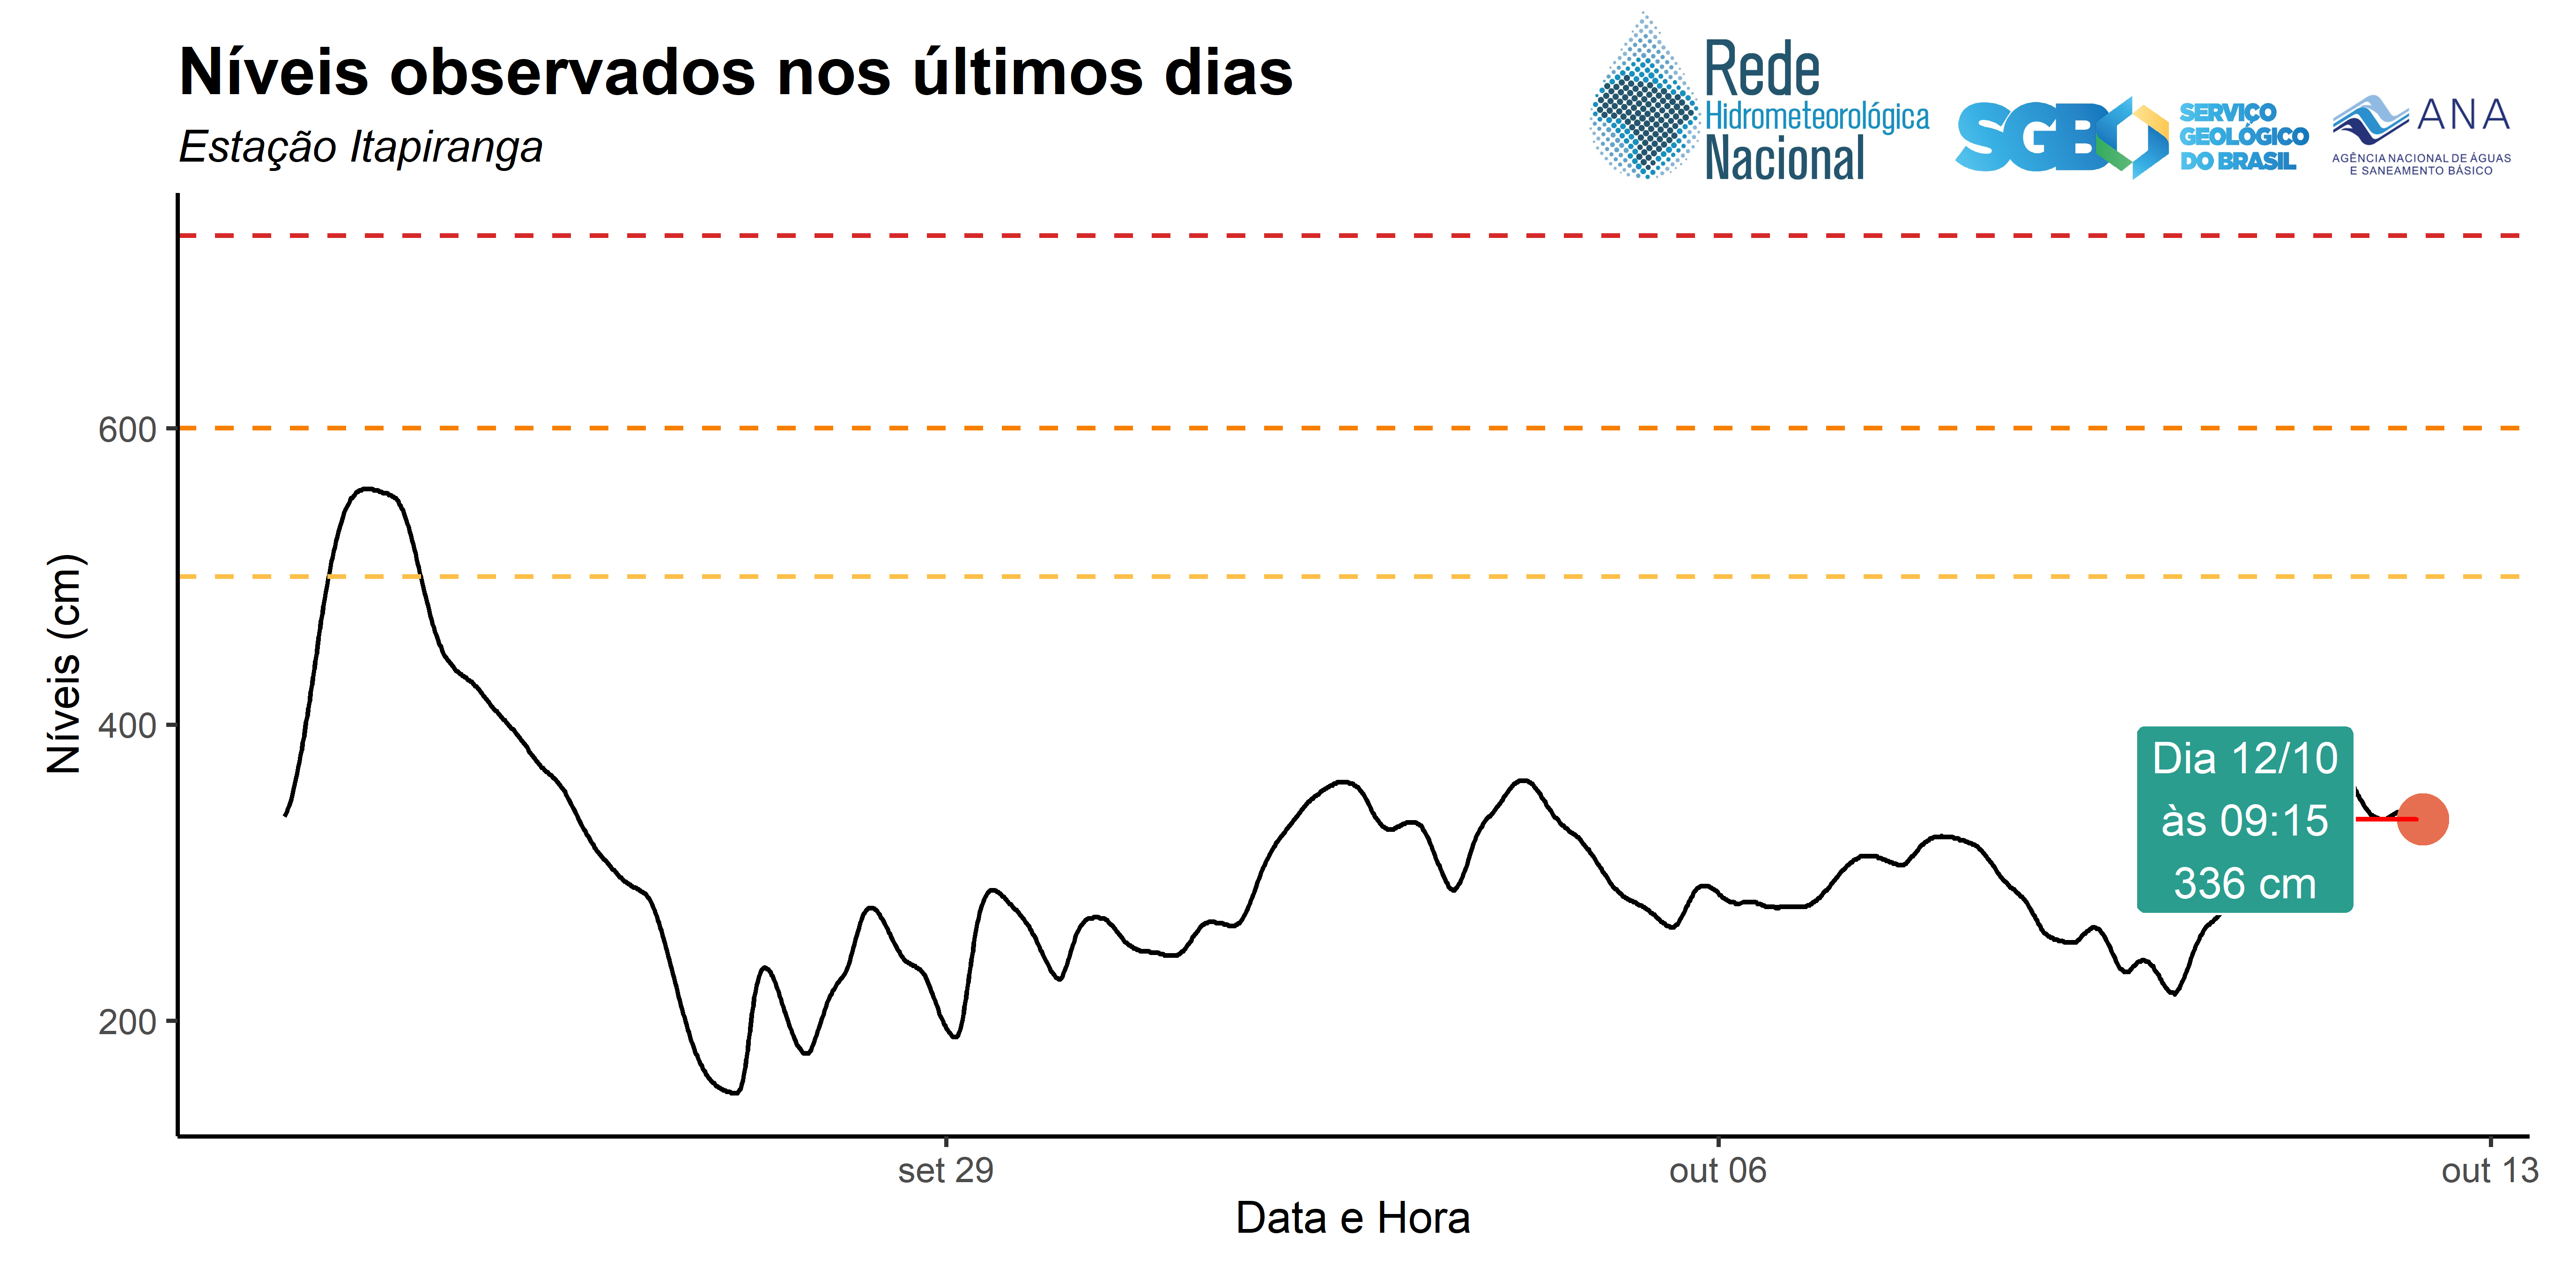 Níveis observados nos últimos dias
Estação Itapiranga
Rede
Hidrometeorológica
Nacional
SGB
SERVIÇO
GEOLÓGICO
DO BRASIL
ANA
AGÊNCIA NACIONAL DE ÁGUAS
E SANEAMENTO BÁSICO
Níveis (cm)
600
400
200
Dia 12/10
às 09:15
336 cm
set 29
out 06
out 13
Data e Hora